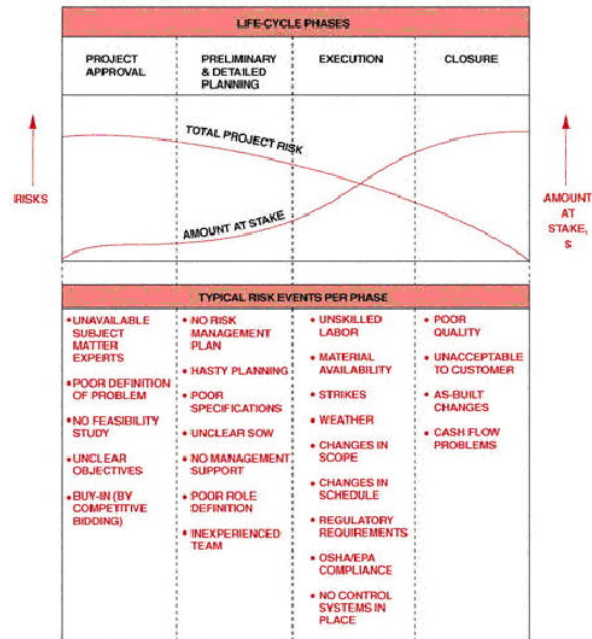 LIFE-CYCLE PHASES
PROJECT
APPROVAL
PRELIMINARY
& DETAILED
PLANNING
EXECUTION
CLOSURE
RISKS
TOTAL PROJECT RISK
AMOUNT AT STAKE
AMOUNT
AT
STAKE,
$
TYPICAL RISK EVENTS PER PHASE
• UNAVAILABLE
SUBJECT
MATTER
EXPERTS
• POOR DEFINITION
OF PROBLEM
• NO FEASIBILITY
STUDY
• UNCLEAR
OBJECTIVES
• BUY-IN (BY
COMPETITIVE
BIDDING)
• NO RISK
MANAGEMENT
PLAN
• HASTY PLANNING
• POOR
SPECIFICATIONS
• UNCLEAR SOW
• NO MANAGEMENT
SUPPORT
• POOR ROLE
DEFINITION
• INEXPERIENCED
TEAM
• UNSKILLED
LABOR
• MATERIAL
AVAILABILITY
• STRIKES
• WEATHER
• CHANGES IN
SCOPE
• CHANGES IN
SCHEDULE
• REGULATORY
REQUIREMENTS
• OSHA/EPA
COMPLIANCE
• NO CONTROL
SYSTEMS IN
PLACE
• POOR
QUALITY
• UNACCEPTABLE
TO CUSTOMER
• AS-BUILT
CHANGES
• CASH FLOW
PROBLEMS